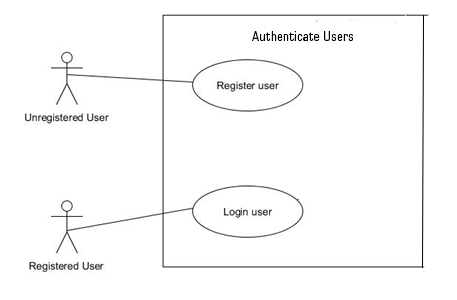 Authenticate Users
Register user
Unregistered User
Login user
Registered User